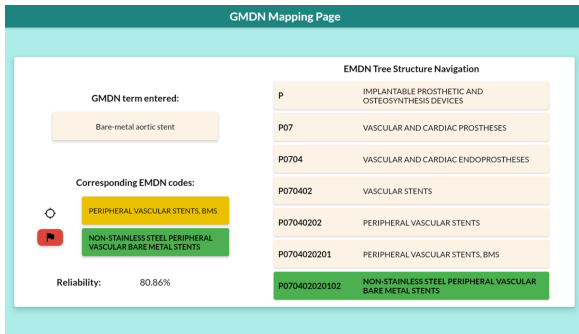 GMDN Mapping Page
EMDN Tree Structure Navigation
GMDN term entered:
Bare-metal aortic stent
Corresponding EMDN codes:
PERIPHERAL VASCULAR STENTS, BMS
NON-STAINLESS STEEL PERIPHERAL
VASCULAR BARE METAL STENTS
Reliability: 80.86%
P IMPLANTABLE PROSTHETIC AND
OSTEOSYNTHESIS DEVICES
P07 VASCULAR AND CARDIAC PROSTHESES
P0704 VASCULAR AND CARDIAC ENDOPROSTHESES
P070402 VASCULAR STENTS
P07040202 PERIPHERAL VASCULAR STENTS
P0704020201 PERIPHERAL VASCULAR STENTS, BMS
P070402020102 NON-STAINLESS STEEL PERIPHERAL VASCULAR
BARE METAL STENTS